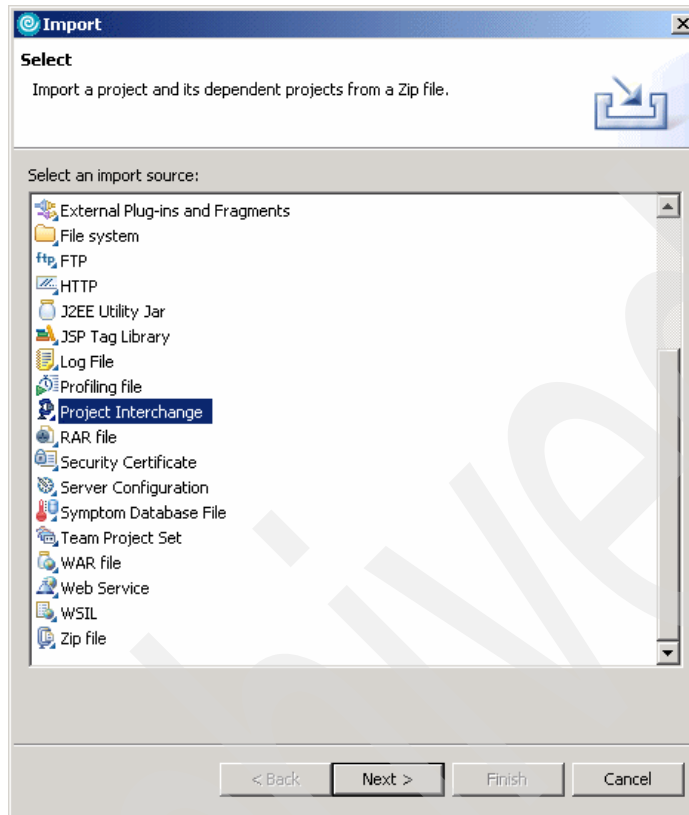 Import
Select
Import a project and its dependent projects from a Zip file.
Select an import source:
External Plug-ins and Fragments
File system
ftp FTP
HTTP
J2EE Utility Jar
JSP Tag Library
Log File
Profiling file
Project Interchange
RAR file
Security Certificate
Server Configuration
Symptom Database File
Team Project Set
WAR file
Web Service
WSIL
Zip file
< Back Next > Finish Cancel